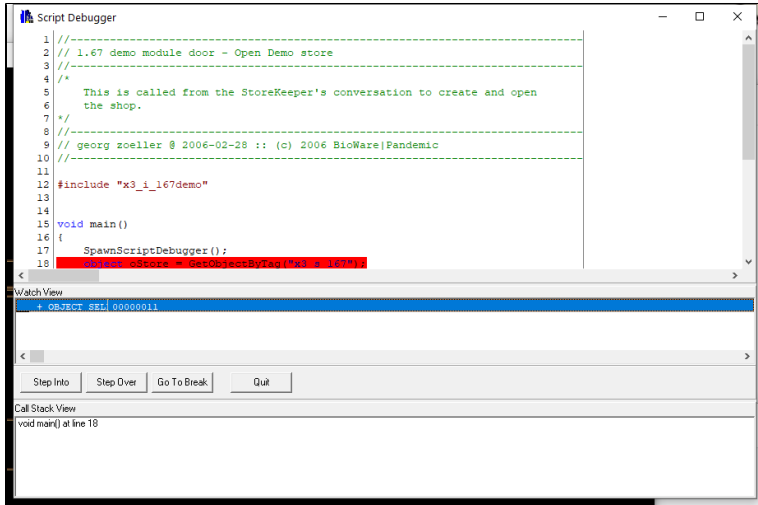 Script Debugger
1 //------------------------------------------------------------------------------
2 // 1.67 demo module door - Open Demo store
3 //------------------------------------------------------------------------------
4 /*
5 This is called from the StoreKeeper's conversation to create and open
6 the shop.
7 */
8 //------------------------------------------------------------------------------
9 // georg zoeller @ 2006-02-28 :: (c) 2006 BioWare|Pandemic
10 //------------------------------------------------------------------------------
11
12 #include "x3_i_167demo"
13
14
15 void main()
16 {
17 SpawnScriptDebugger();
18 object oStore = GetObjectByTag("x3_s_167");
Watch View
+ OBJECT SEL 00000011
Step Into Step Over Go To Break Quit
Call Stack View
void main() at line 18